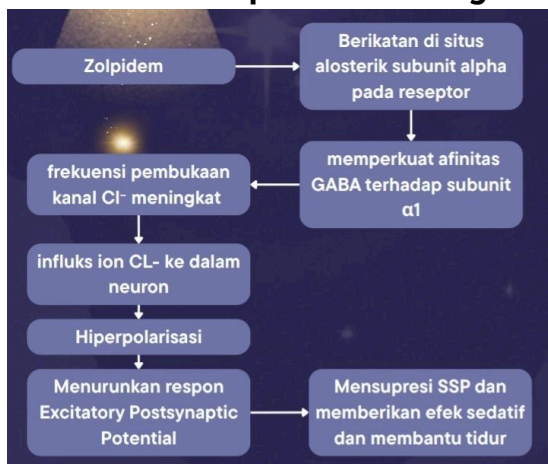 Zolpidem
Berikatan di situs
alosterik subunit alpha
pada reseptor
memperkuat afinitas
GABA terhadap subunit
α1
frekuensi pembukaan
kanal Cl⁻ meningkat
influks ion CL- ke dalam
neuron
Hiperpolarisasi
Menurunkan respon
Excitatory Postsynaptic
Potential
Mensupresi SSP dan
memberikan efek sedatif
dan membantu tidur